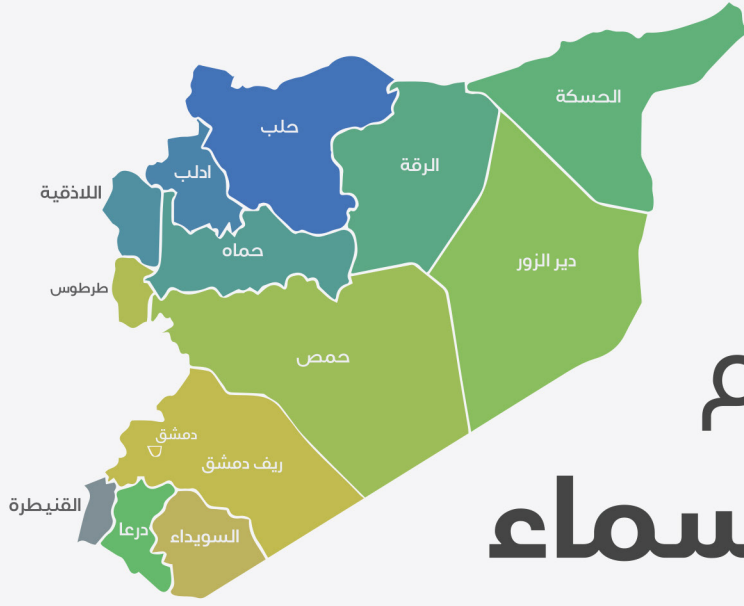 الحسكة
حلب
الرقة
ادلب
اللاذقية
حماه
دير الزور
طرطوس
حمص
دمشق
ريف دمشق
القنيطرة
درعا
السويداء
سماء